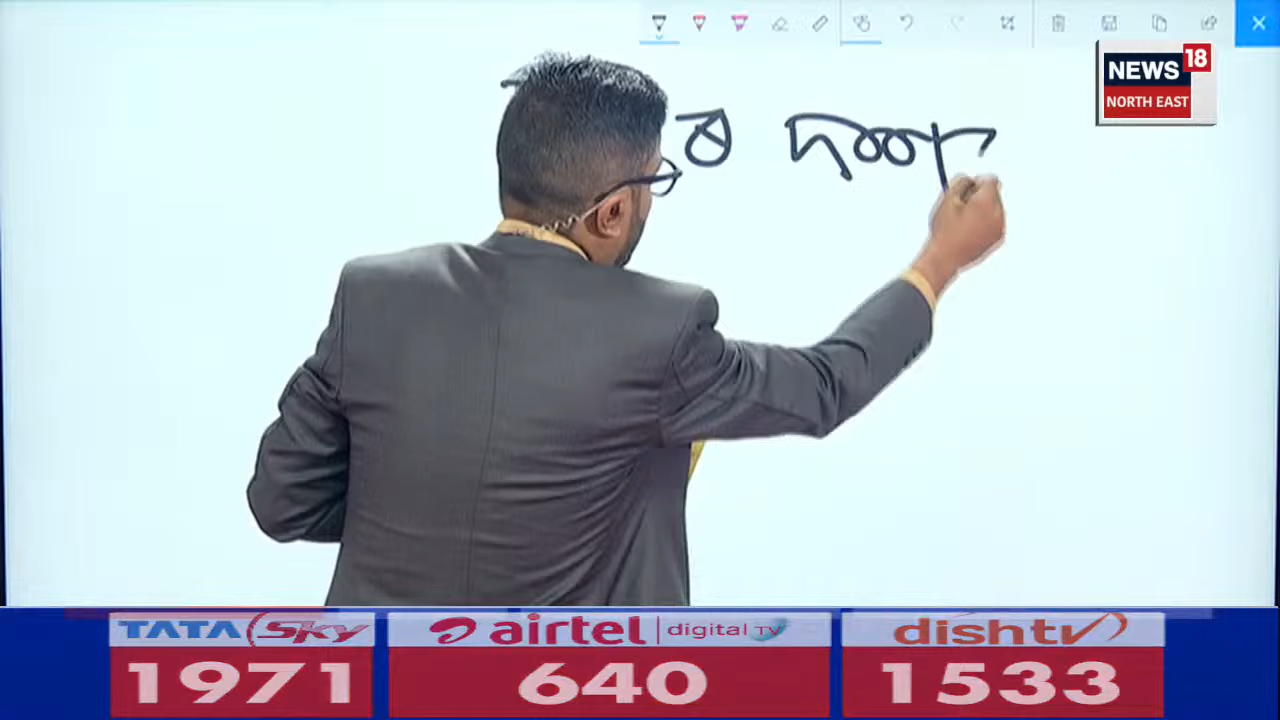 NEWS 18
NORTH EAST
TATA Sky airtel digital TV dishtv
1971 640 1533